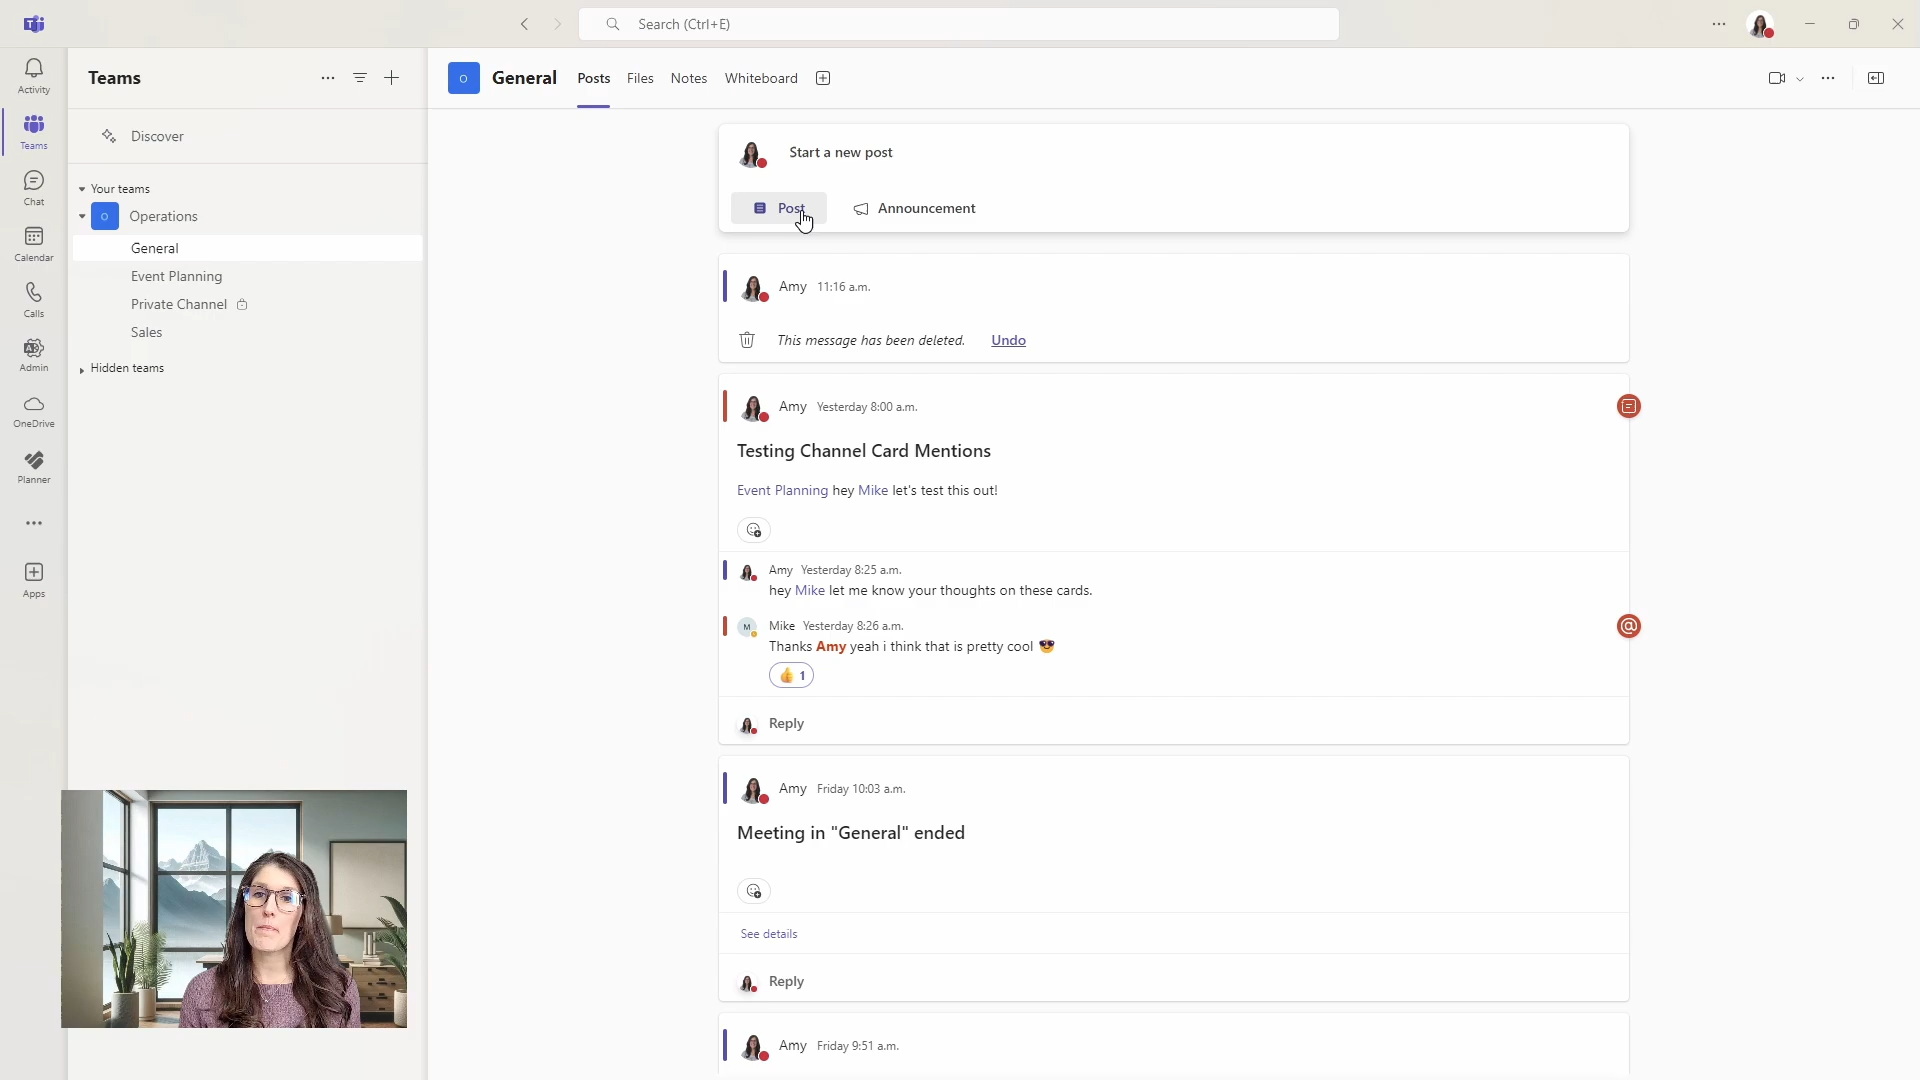 Search (Ctrl+E)
Activity
Teams
Chat
Calendar
Calls
Admin
OneDrive
Planner
Apps
Teams
Discover
Your teams
O Operations
General
Event Planning
Private Channel
Sales
Hidden teams
O General Posts Files Notes Whiteboard
Start a new post
Post Announcement
Amy 11:16 a.m.
This message has been deleted. Undo
Amy Yesterday 8:00 a.m.
Testing Channel Card Mentions
Event Planning hey Mike let's test this out!
Amy Yesterday 8:25 a.m.
hey Mike let me know your thoughts on these cards.
M Mike Yesterday 8:26 a.m.
Thanks Amy yeah i think that is pretty cool 😎
👍 1
Reply
Amy Friday 10:03 a.m.
Meeting in "General" ended
See details
Reply
Amy Friday 9:51 a.m.